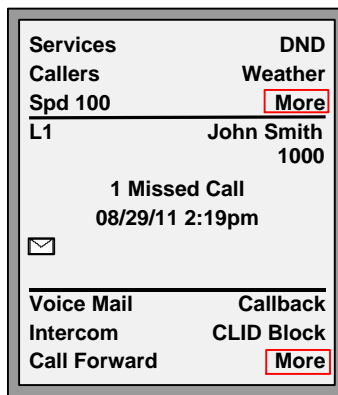 Services DND
Callers Weather
Spd 100 More
L1 John Smith
1000
1 Missed Call
08/29/11 2:19pm
Voice Mail Callback
Intercom CLID Block
Call Forward More